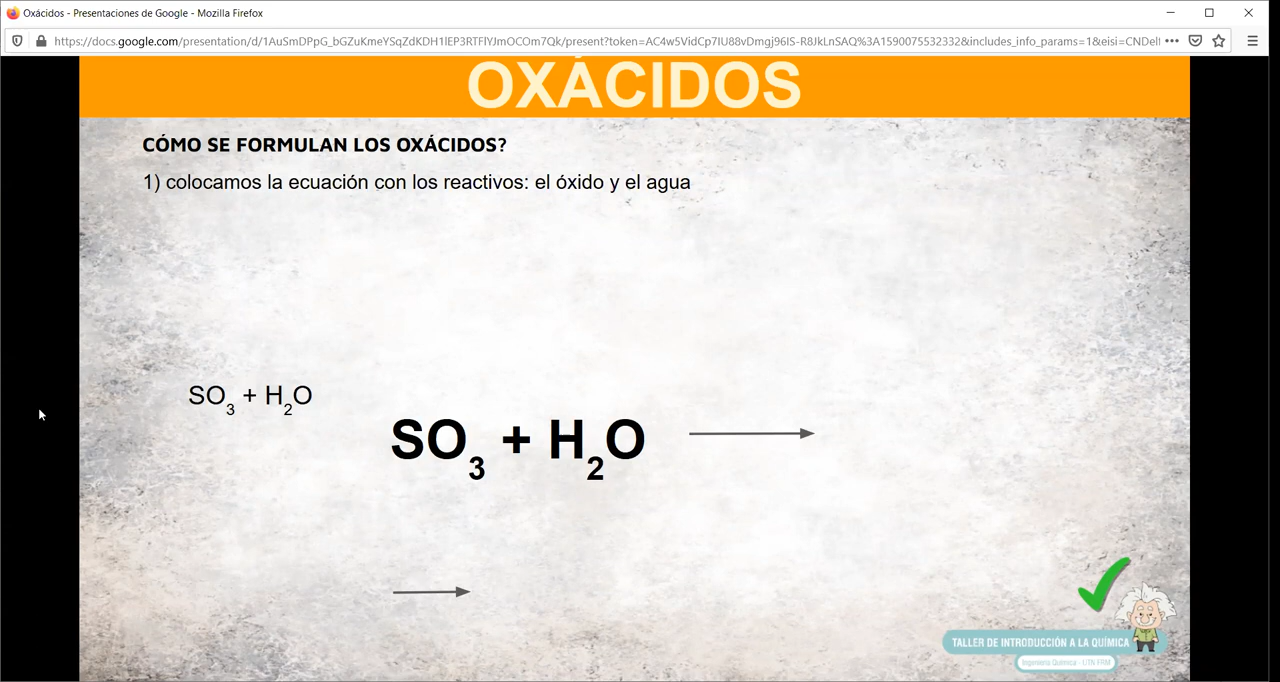 Oxácidos - Presentaciones de Google - Mozilla Firefox
https://docs.google.com/presentation/d/1AuSmDPpG_bGZuKmeYSqZdKDH1lEP3RTFlYJmOCOm7Qk/present?token=AC4w5VidCp7IU88vDmgj96IS-R8JkLnSAQ%3A1590075532332&includes_info_params=1&eisi=CNDelt
OXÁCIDOS
CÓMO SE FORMULAN LOS OXÁCIDOS?
1) colocamos la ecuación con los reactivos: el óxido y el agua
SO₃ + H₂O
SO₃ + H₂O
TALLER DE INTRODUCCIÓN A LA QUÍMICA
Ingeniería Química - UTN FRM